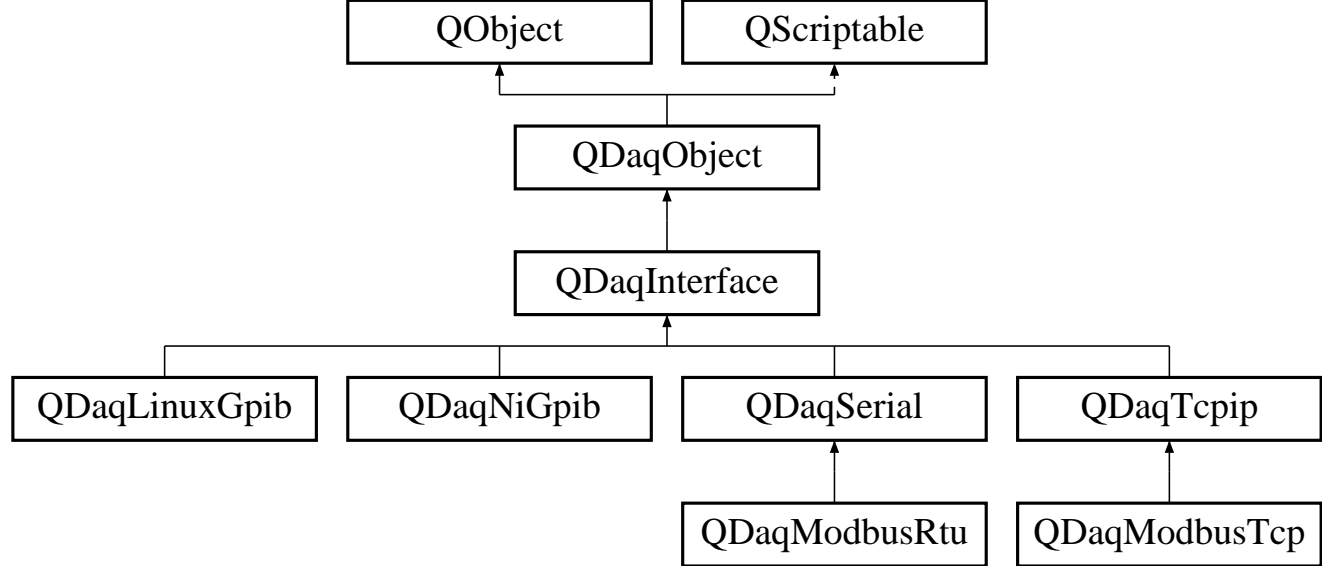 QObject
QScriptable
QDaqObject
QDaqInterface
QDaqLinuxGpib
QDaqNiGpib
QDaqSerial
QDaqTcpip
QDaqModbusRtu
QDaqModbusTcp